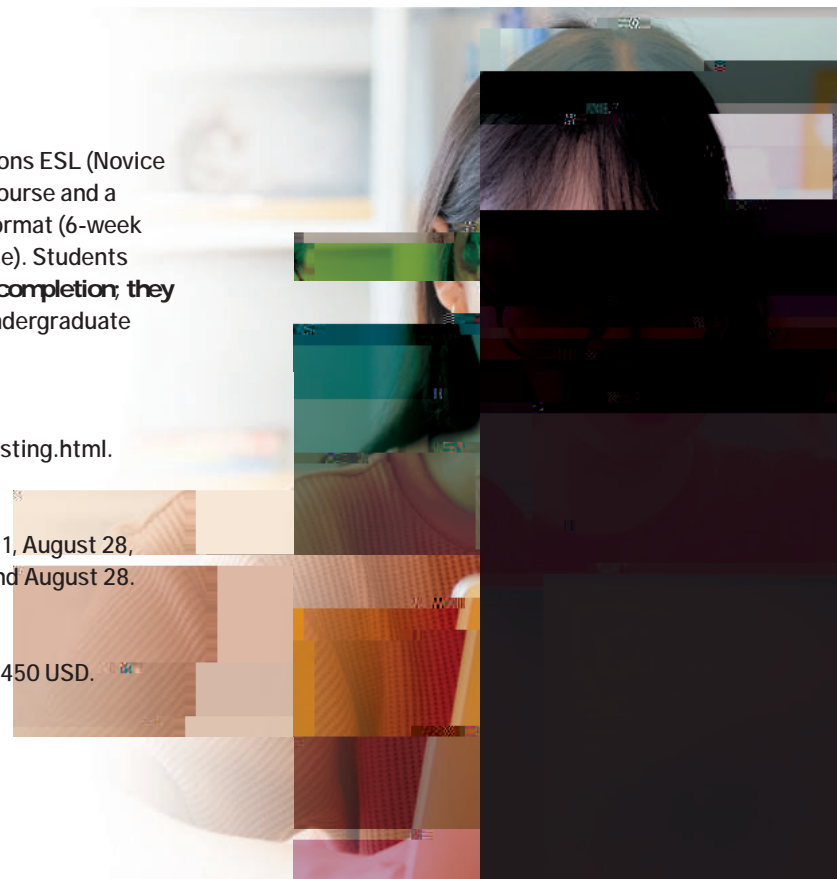 ons ESL (Novice
ourse and a
ormat (6-week
e). Students
completion; they
ndergraduate
sting.html.
1, August 28,
nd August 28.
450 USD.